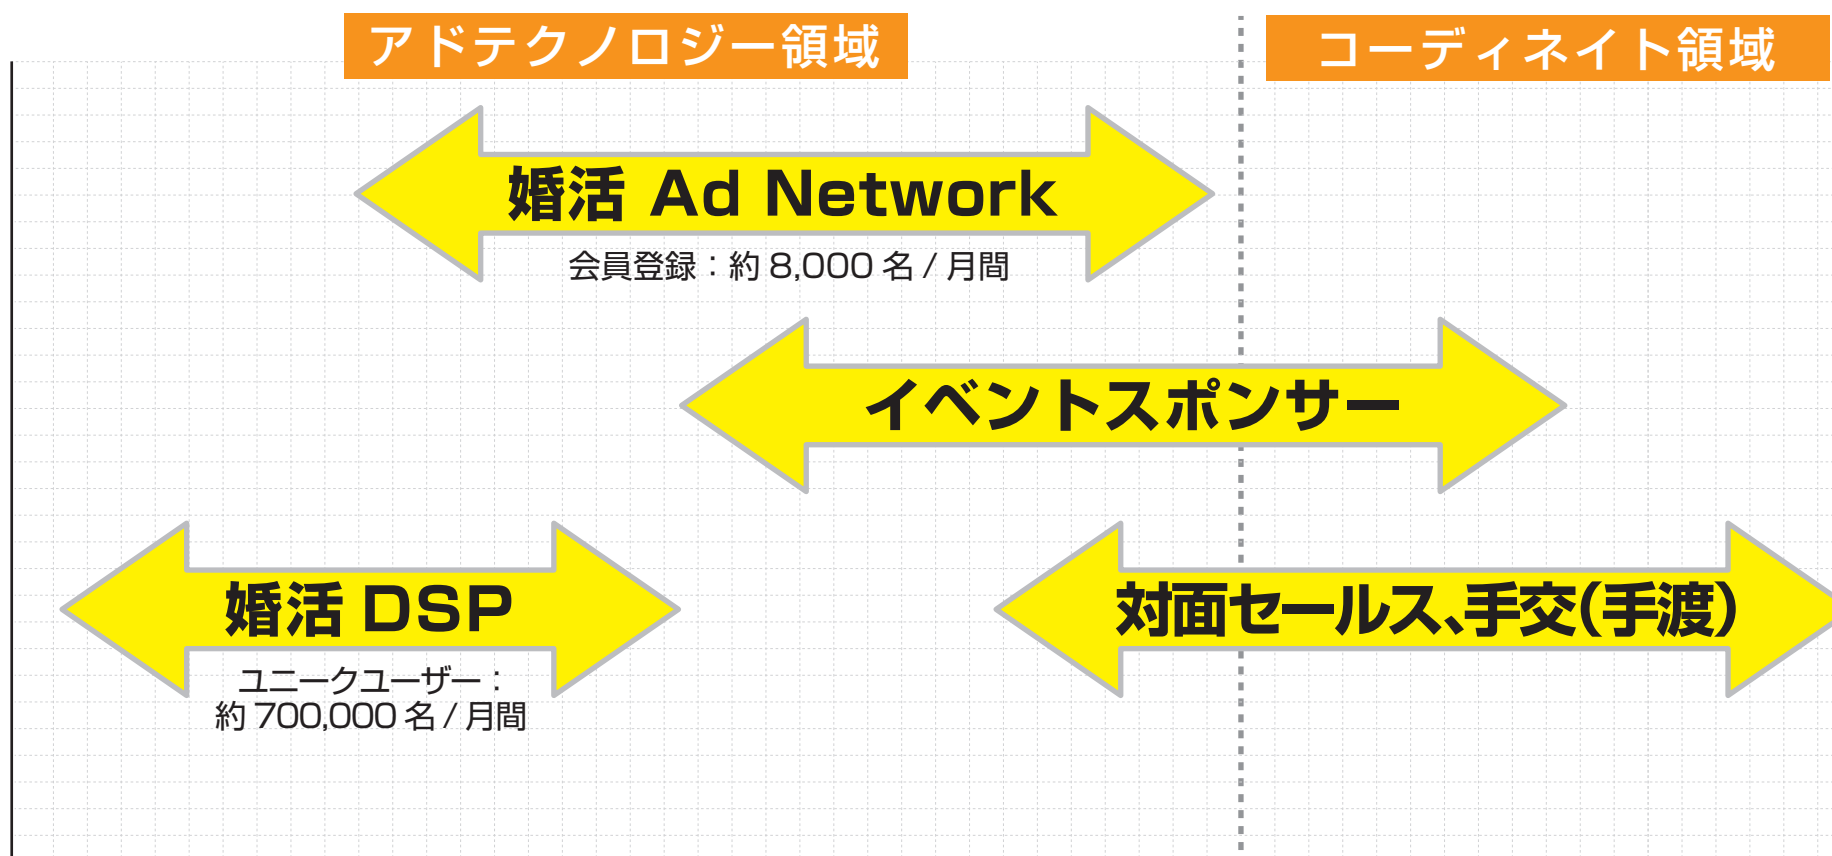 アドテクノロジー領域
コーディネイト領域
婚活 Ad Network
会員登録：約 8,000 名 / 月間
イベントスポンサー
婚活 DSP
ユニークユーザー：
約 700,000 名 / 月間
対面セールス、手交(手渡)